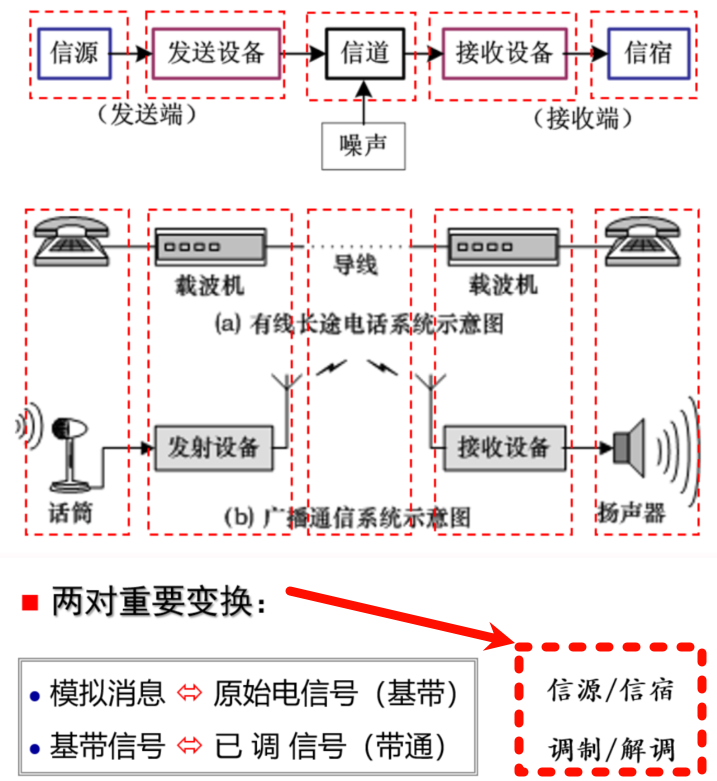 信源 发送设备 信道 接收设备 信宿
（发送端） （接收端）
噪声
载波机 导线 载波机
(a) 有线长途电话系统示意图
发射设备 接收设备
话筒 (b) 广播通信系统示意图 扬声器
■ 两对重要变换：
• 模拟消息 ⇔ 原始电信号（基带） 信源/信宿
• 基带信号 ⇔ 已 调 信号（带通） 调制/解调